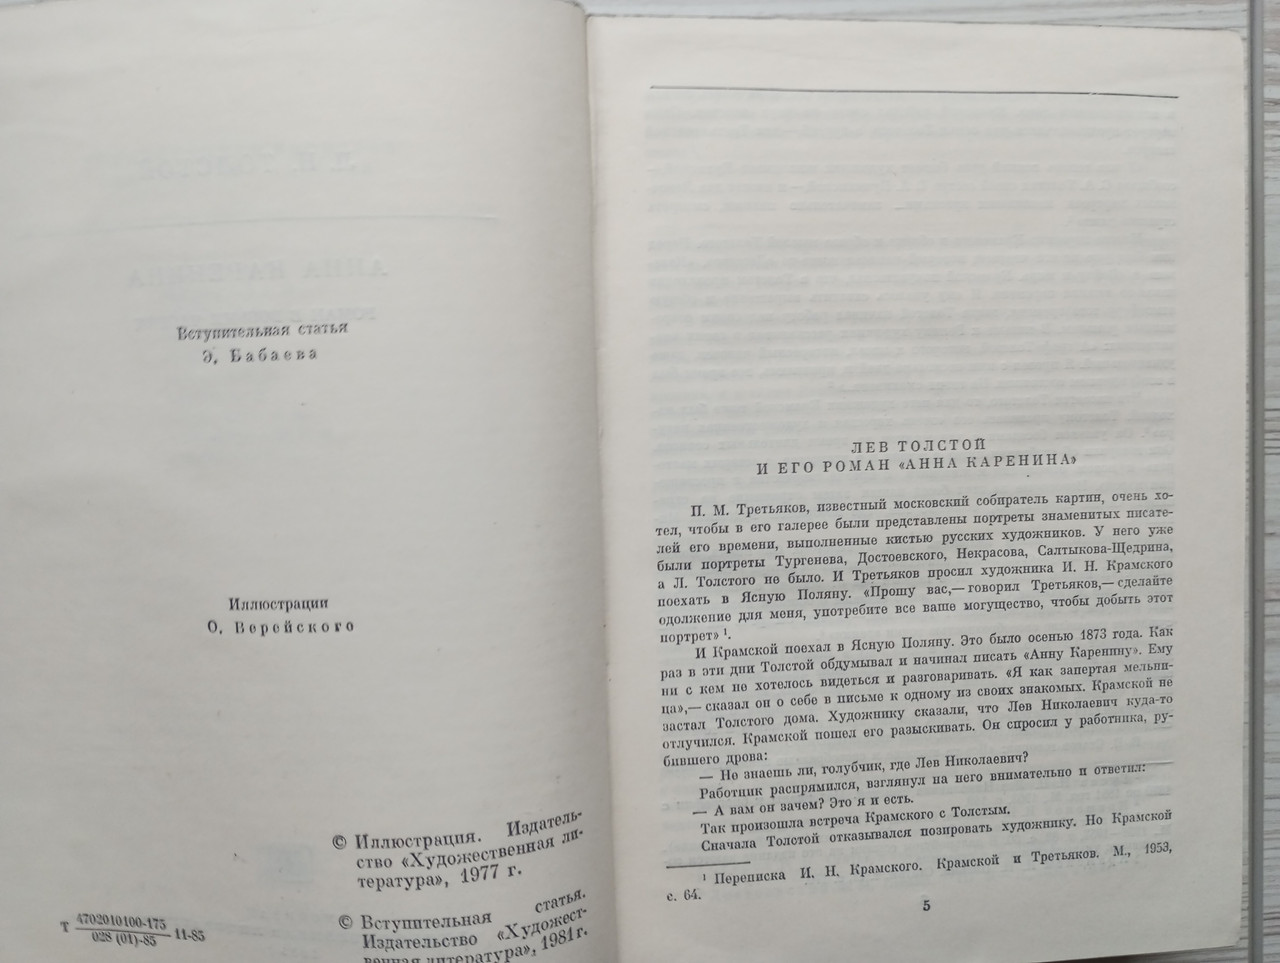 Вступительная статья
Э. Бабаева
Иллюстрации
О. Верейского
© Иллюстрация. Издатель-
ство «Художественная ли-
тература», 1977 г.
© Вступительная статья.
Издательство «Художест-
венная литература», 1981 г.
Т 4702010100-175
028 (01)-85 11-85
ЛЕВ ТОЛСТОЙ
И ЕГО РОМАН «АННА КАРЕНИНА»
П. М. Третьяков, известный московский собиратель картин, очень хо-
тел, чтобы в его галерее были представлены портреты знаменитых писате-
лей его времени, выполненные кистью русских художников. У него уже
были портреты Тургенева, Достоевского, Некрасова, Салтыкова-Щедрина,
а Л. Толстого не было. И Третьяков просил художника И. Н. Крамского
поехать в Ясную Поляну. «Прошу вас,— говорил Третьяков,— сделайте
одолжение для меня, употребите все ваше могущество, чтобы добыть этот
портрет» ¹.
И Крамской поехал в Ясную Поляну. Это было осенью 1873 года. Как
раз в эти дни Толстой обдумывал и начинал писать «Анну Каренину». Ему
ни с кем не хотелось видеться и разговаривать. «Я как запертая мельни-
ца»,— сказал он о себе в письме к одному из своих знакомых. Крамской не
застал Толстого дома. Художнику сказали, что Лев Николаевич куда-то
отлучился. Крамской пошел его разыскивать. Он спросил у работника, ру-
бившего дрова:
— Не знаешь ли, голубчик, где Лев Николаевич?
Работник распрямился, взглянул на него внимательно и ответил:
— А вам он зачем? Это я и есть.
Так произошла встреча Крамского с Толстым.
Сначала Толстой отказывался позировать художнику. Но Крамской
¹ Переписка И. Н. Крамского. Крамской и Третьяков. М., 1953,
с. 64.
5